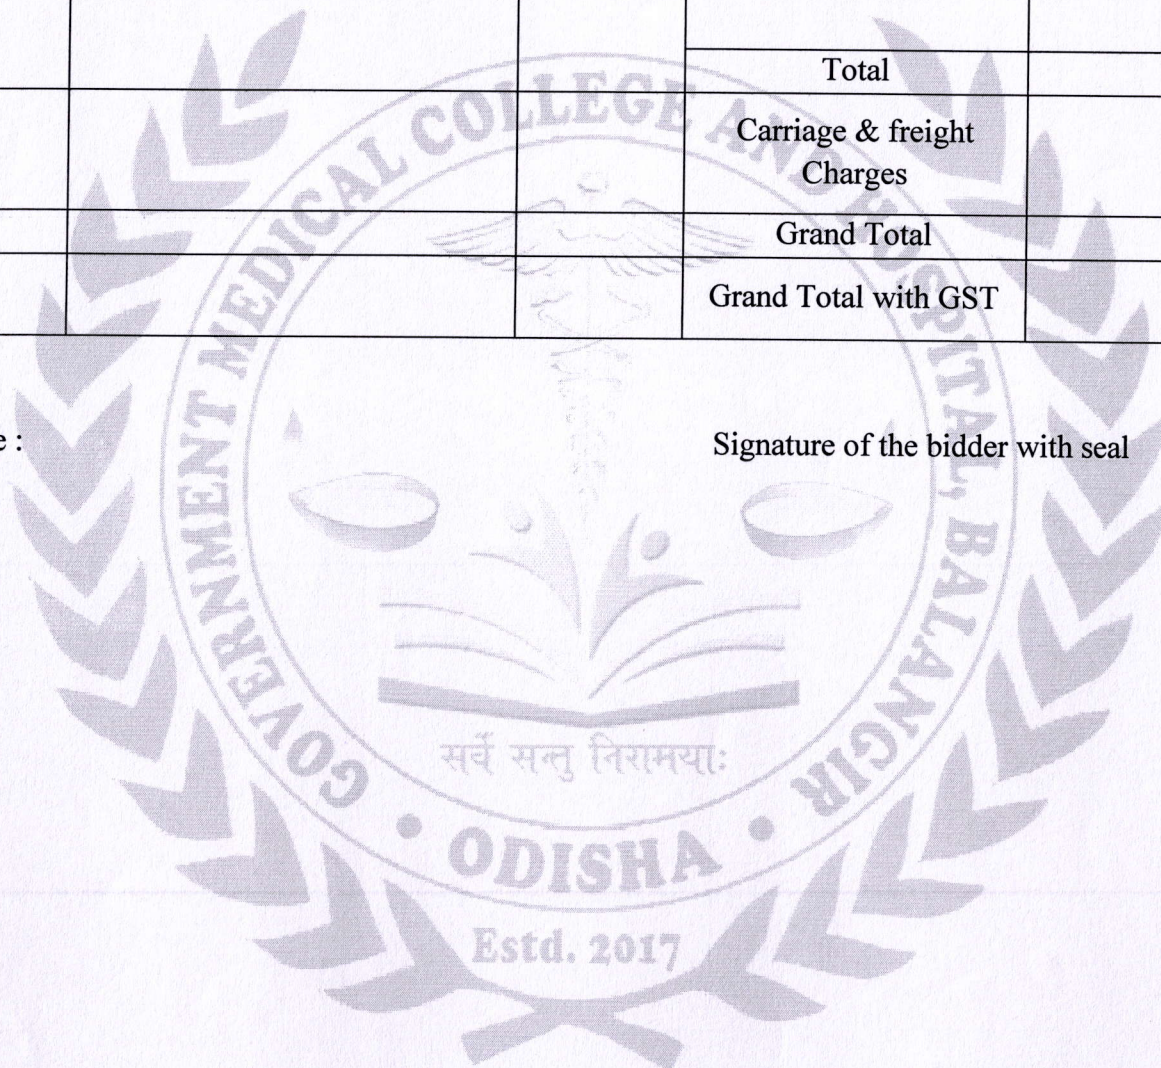 Total
Carriage & freight
Charges
Grand Total
Grand Total with GST
e :
Signature of the bidder with seal
GOVERNMENT MEDICAL COLLEGE AND HOSPITAL, BALANGIR
सर्वे सन्तु निरामयाः
• ODISHA •
Estd. 2017